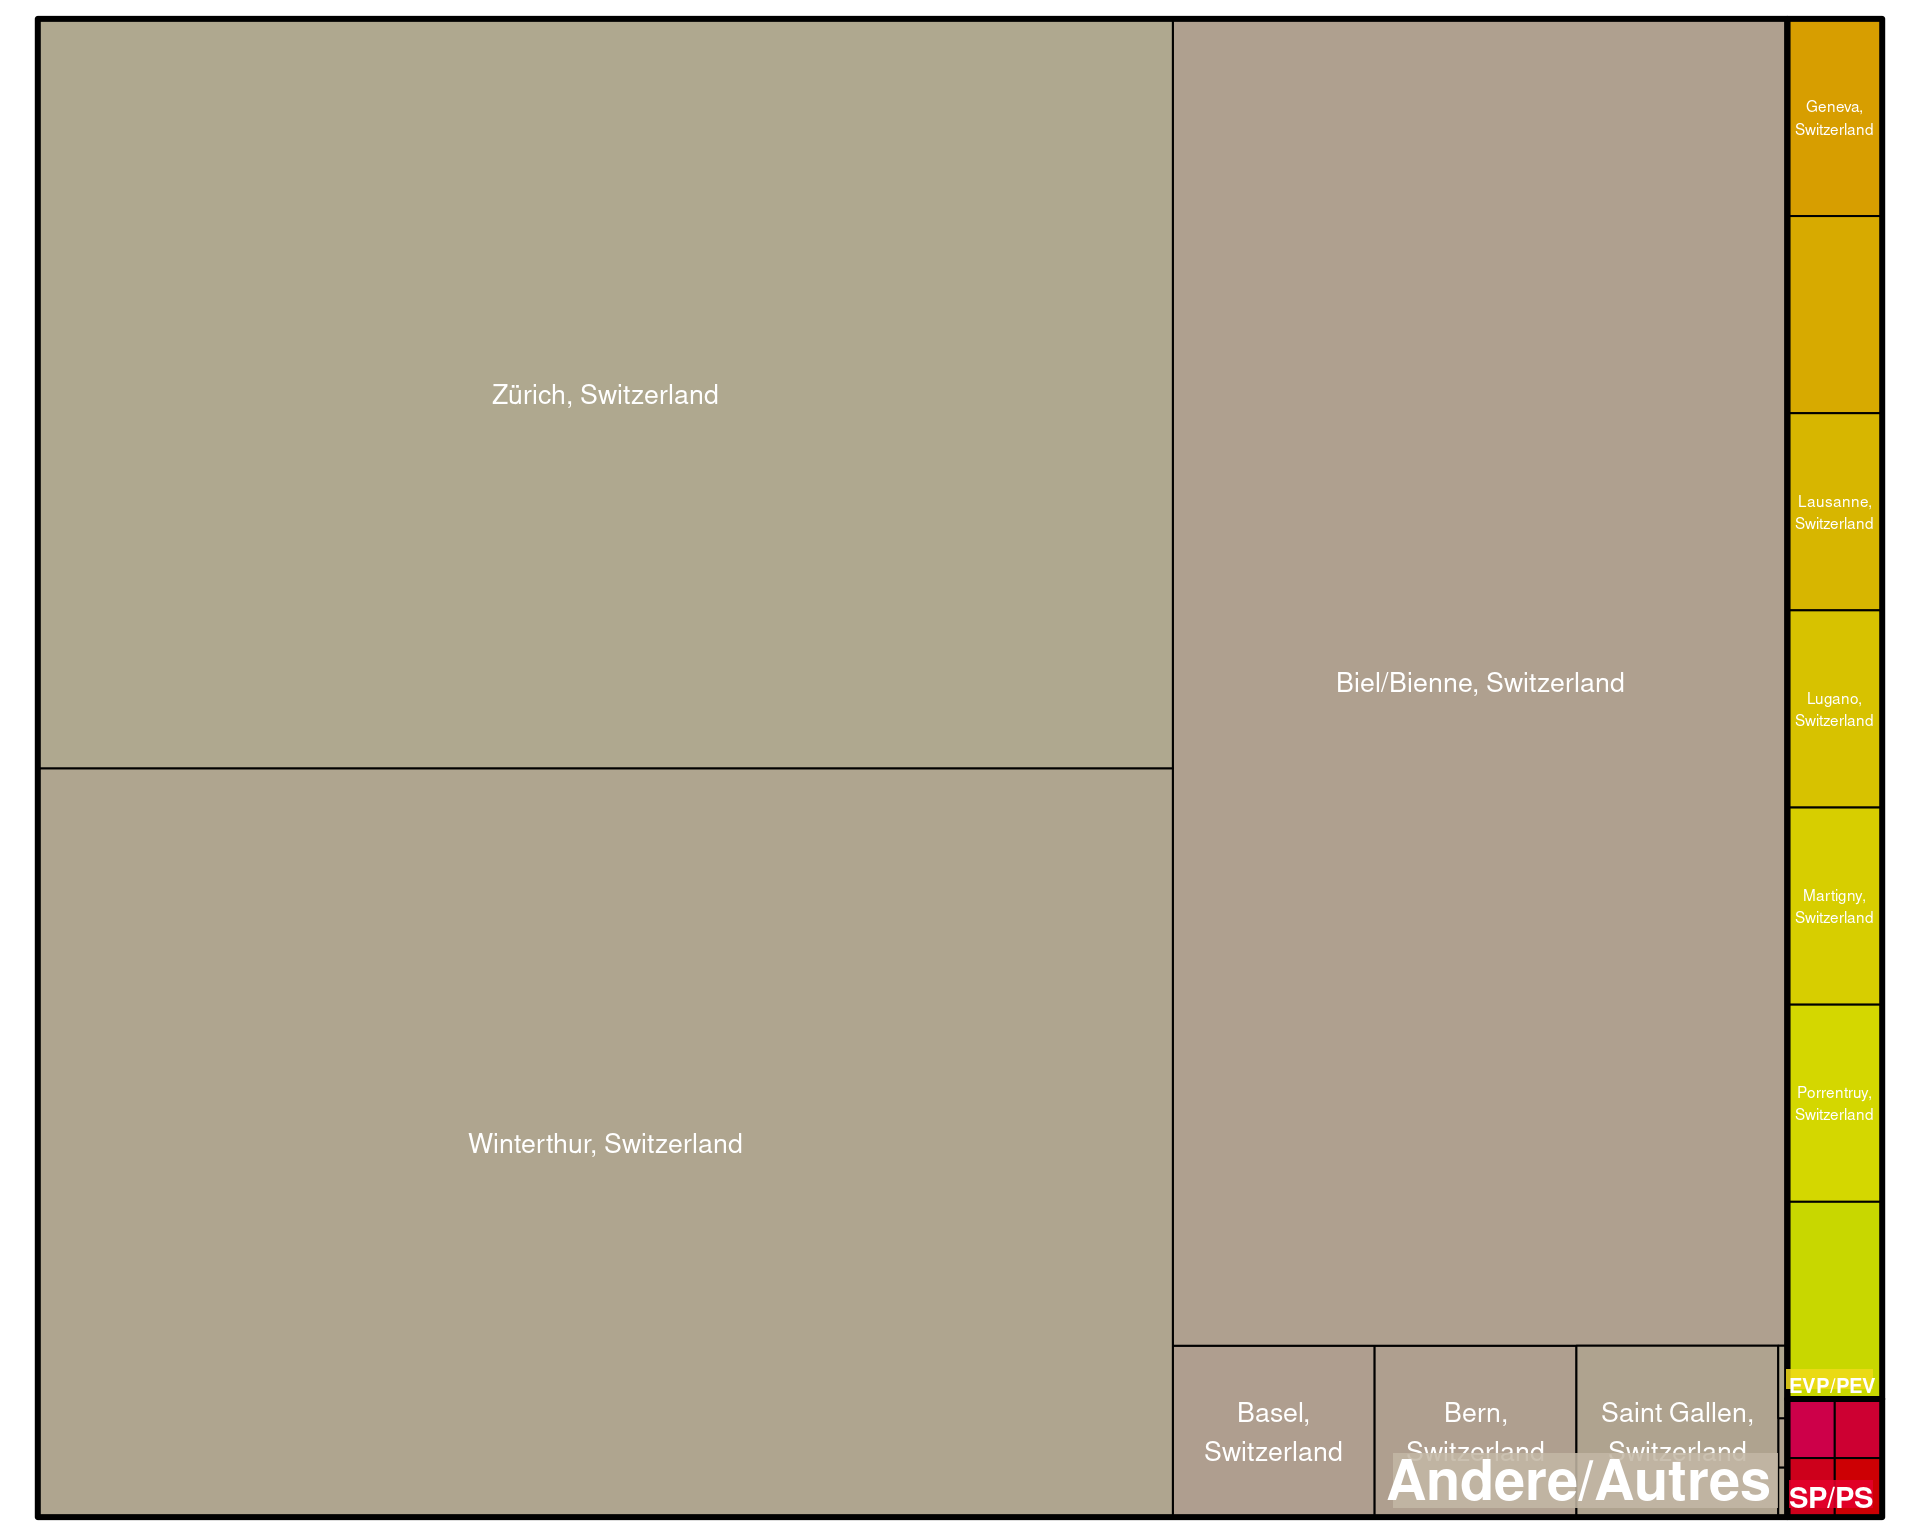 Zürich, Switzerland
Winterthur, Switzerland
Biel/Bienne, Switzerland
Basel,
Switzerland
Bern,
Switzerland
Saint Gallen,
Switzerland
Andere/Autres
Geneva,
Switzerland
Lausanne,
Switzerland
Lugano,
Switzerland
Martigny,
Switzerland
Porrentruy,
Switzerland
EVP/PEV
SP/PS